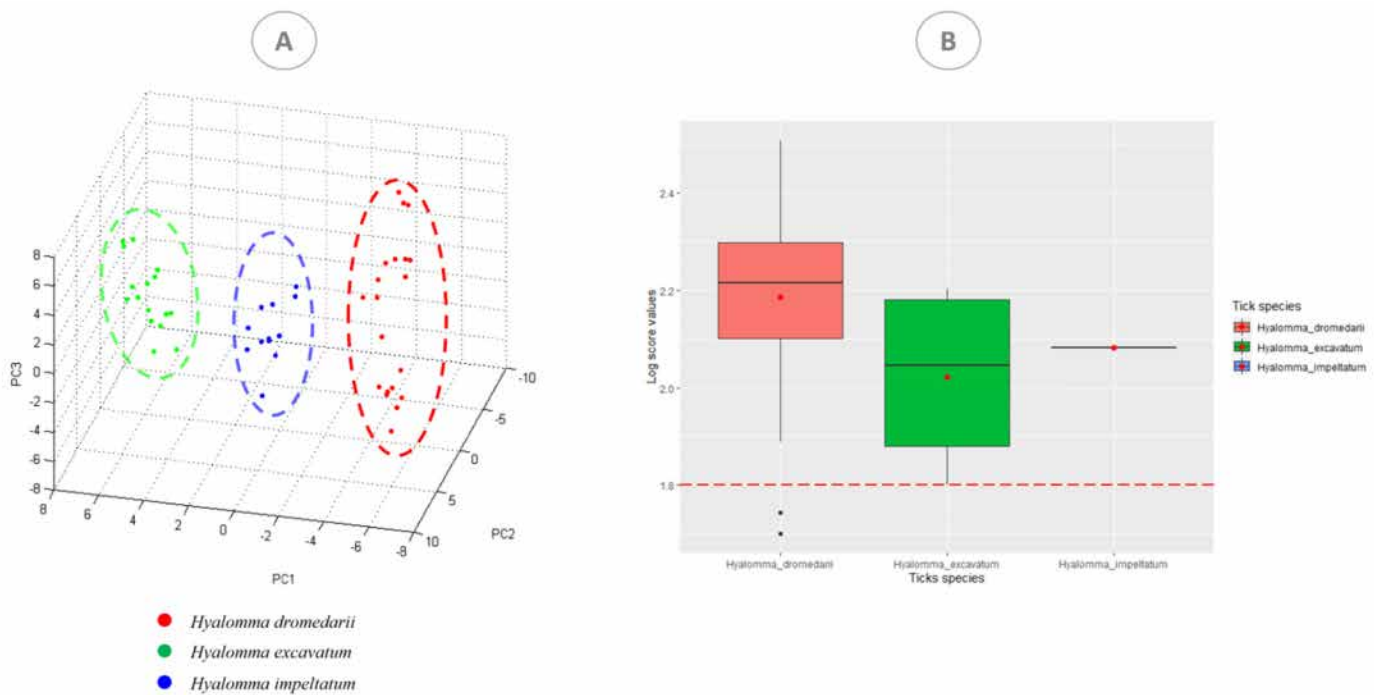 A
8
6
4
2
0
-2
-4
-6
-8
PC3
8
6
4
2
0
-2
-4
-6
-8
PC1
-10
-5
0
5
10
PC2
Hyalomma dromedarii
Hyalomma excavatum
Hyalomma impeltatum
B
2.4
2.2
2.0
1.8
Log score values
Hyalomma_dromedarii
Hyalomma_excavatum
Hyalomma_impeltatum
Ticks species
Tick species
Hyalomma_dromedarii
Hyalomma_excavatum
Hyalomma_impeltatum